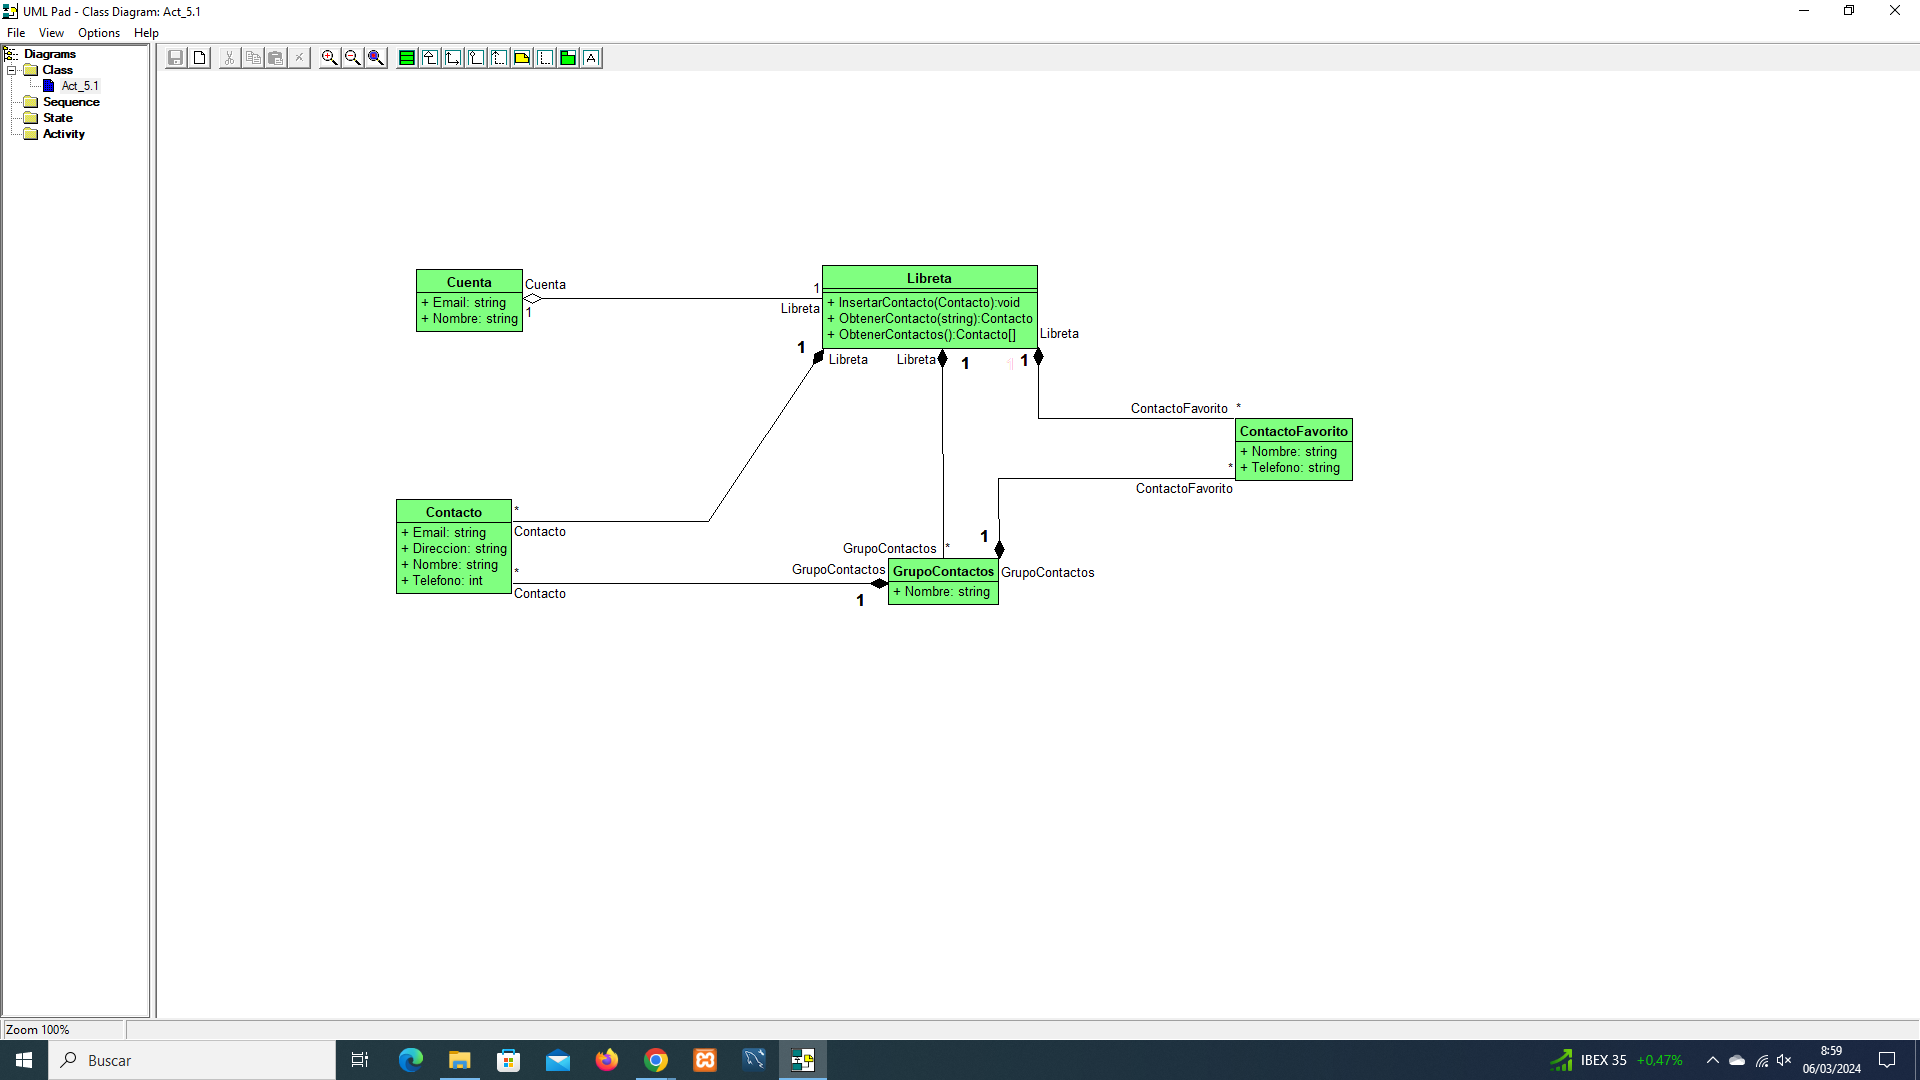 UML Pad - Class Diagram: Act_5.1
File View Options Help
Diagrams
Class
Act_5.1
Sequence
State
Activity
A
Cuenta
+ Email: string
+ Nombre: string
Cuenta
1
1
Libreta
Libreta
+ InsertarContacto(Contacto):void
+ ObtenerContacto(string):Contacto
+ ObtenerContactos():Contacto[]
Libreta
1
Libreta
Libreta
1
¶
1
ContactoFavorito *
ContactoFavorito
+ Nombre: string
+ Telefono: string
*
ContactoFavorito
Contacto
+ Email: string
+ Direccion: string
+ Nombre: string
+ Telefono: int
*
Contacto
*
Contacto
1
GrupoContactos *
GrupoContactos
GrupoContactos
+ Nombre: string
GrupoContactos
1
Zoom 100%
Buscar
IBEX 35 +0,47%
8:59
06/03/2024